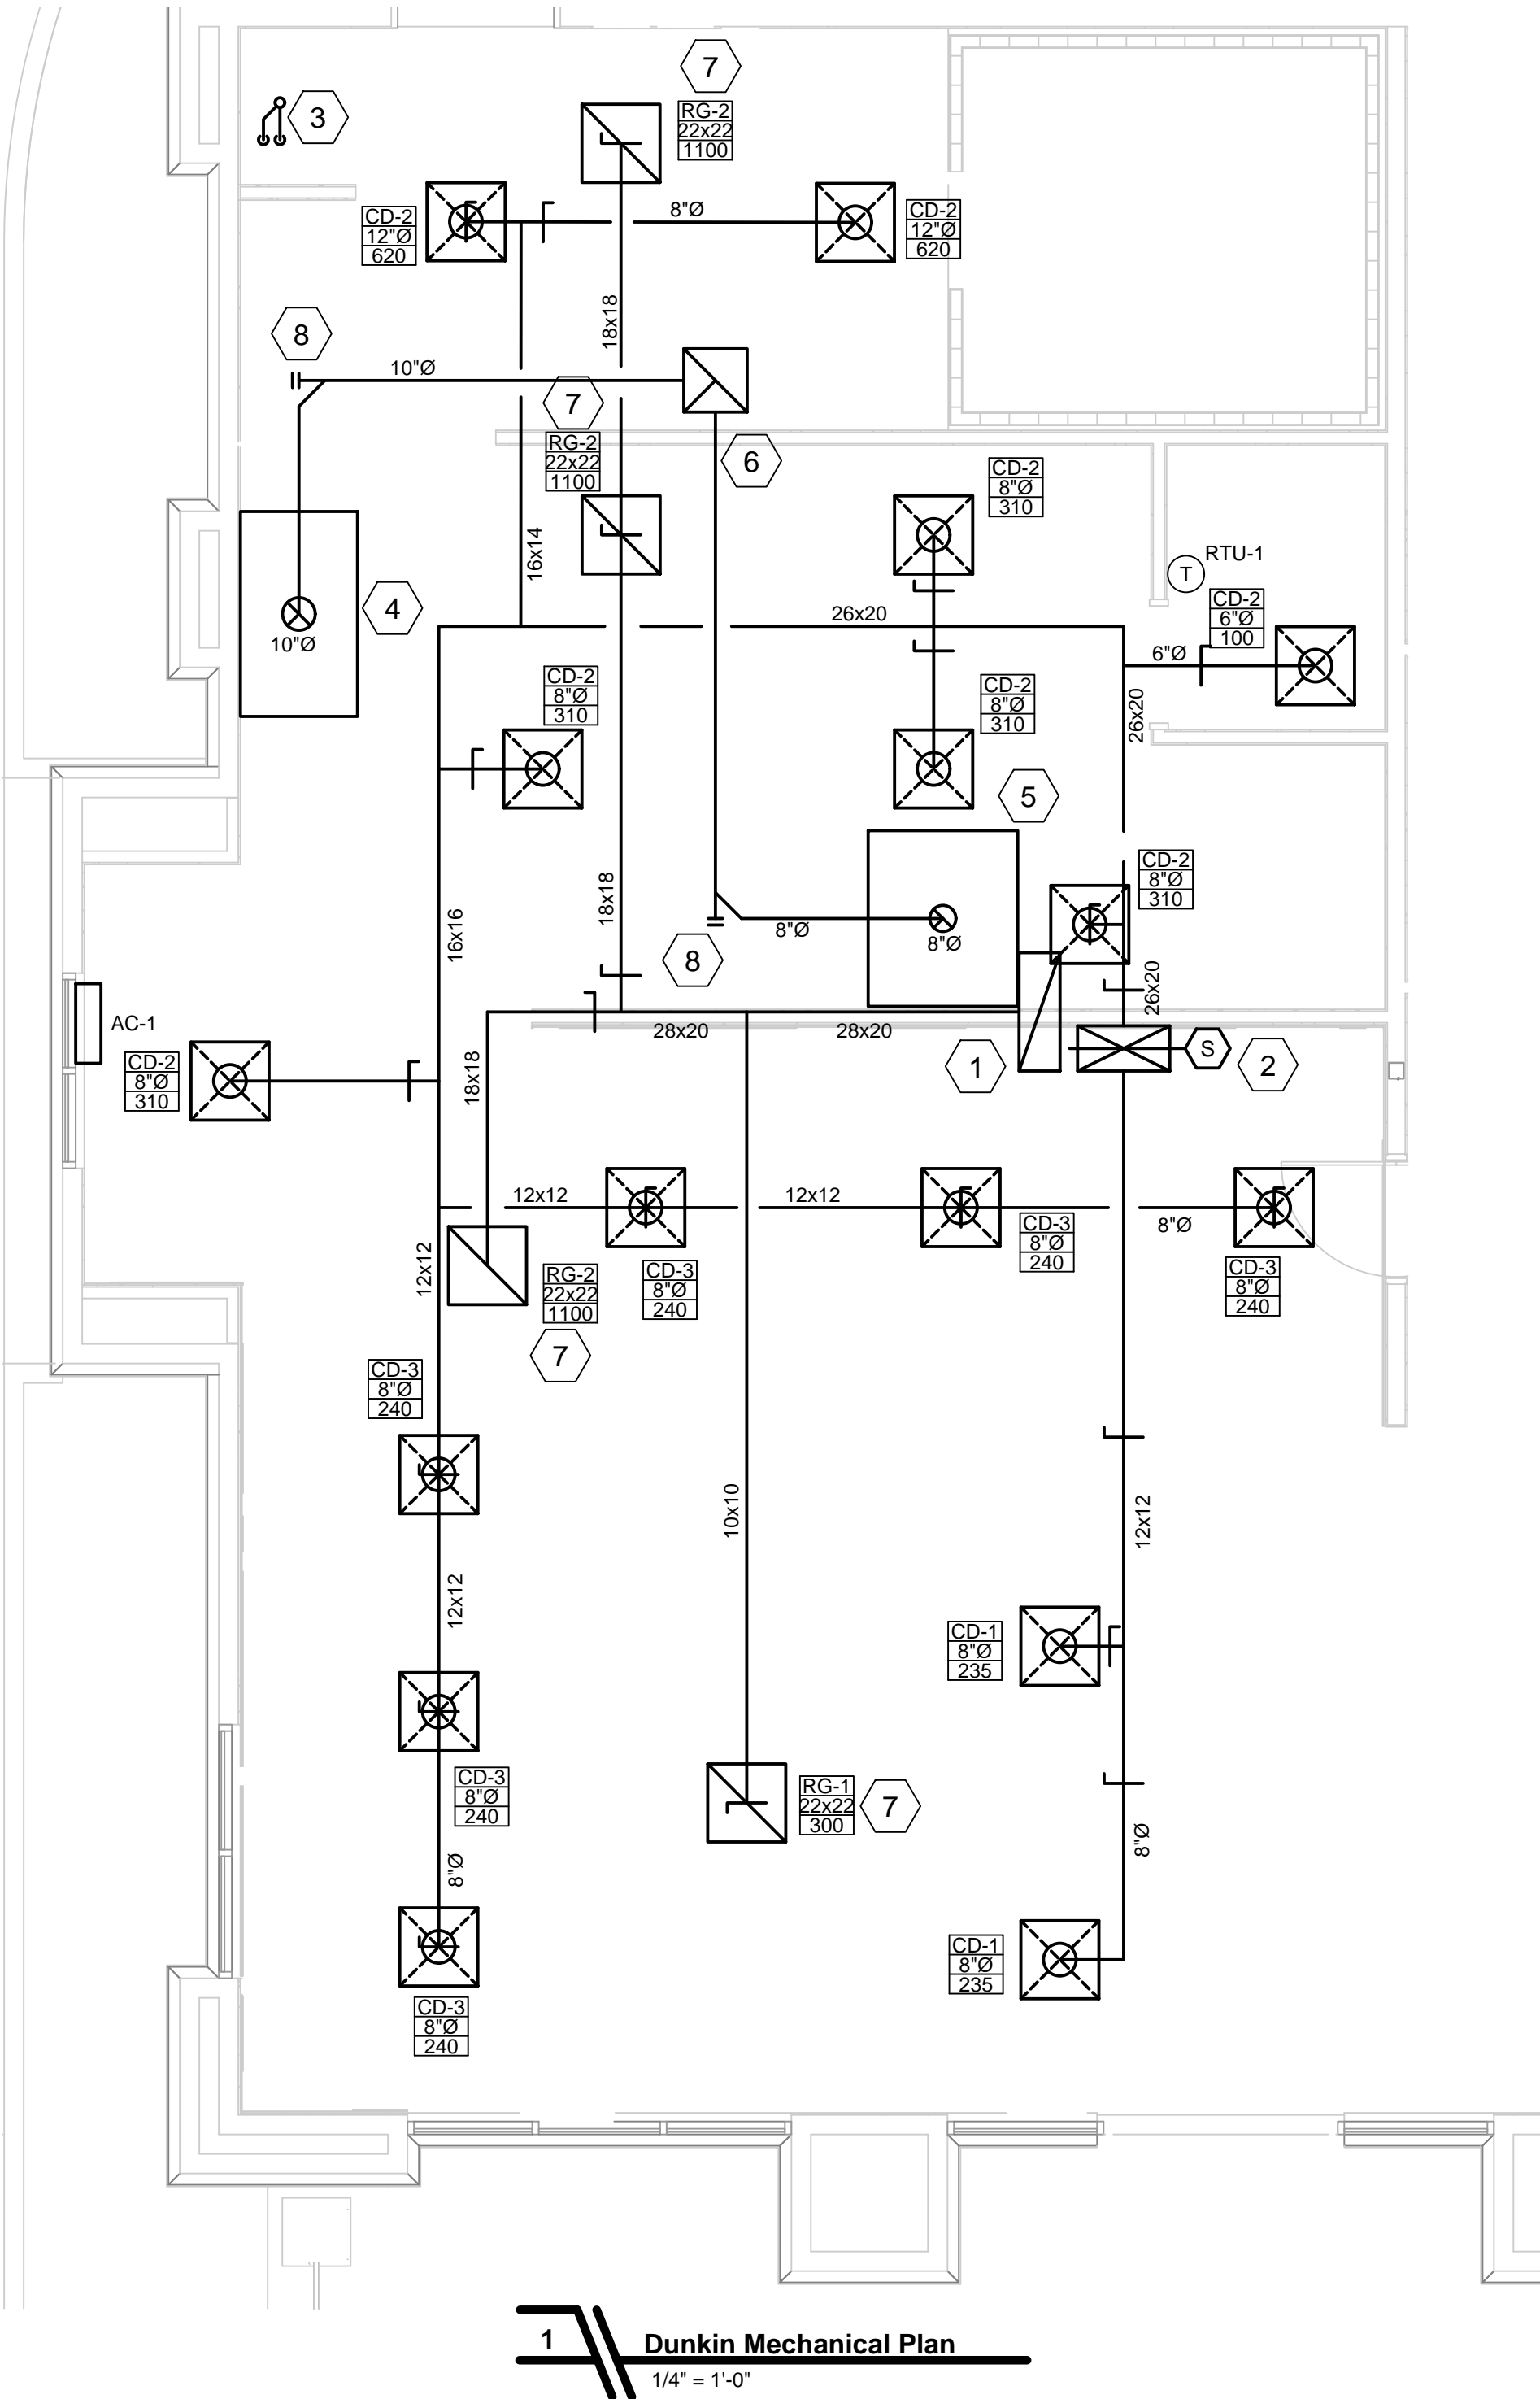 7
RG-2
22x22
1100
3
CD-2
12"Ø
620
8"Ø
CD-2
12"Ø
620
18x18
8
10"Ø
7
RG-2
22x22
1100
6
CD-2
8"Ø
310
16x14
T
RTU-1
4
10"Ø
CD-2
6"Ø
100
26x20
6"Ø
CD-2
8"Ø
310
CD-2
8"Ø
310
26x20
5
CD-2
8"Ø
310
18x18
16x16
8"Ø
8"Ø
8
26x20
AC-1
28x20
28x20
S
2
1
CD-2
8"Ø
310
18x18
12x12
12x12
8"Ø
CD-3
8"Ø
240
12x12
RG-2
22x22
1100
CD-3
8"Ø
240
CD-3
8"Ø
240
7
CD-3
8"Ø
240
10x10
12x12
12x12
CD-1
8"Ø
235
CD-3
8"Ø
240
RG-1
22x22
300
7
8"Ø
8"Ø
CD-1
8"Ø
235
CD-3
8"Ø
240
1
Dunkin Mechanical Plan
1/4" = 1'-0"